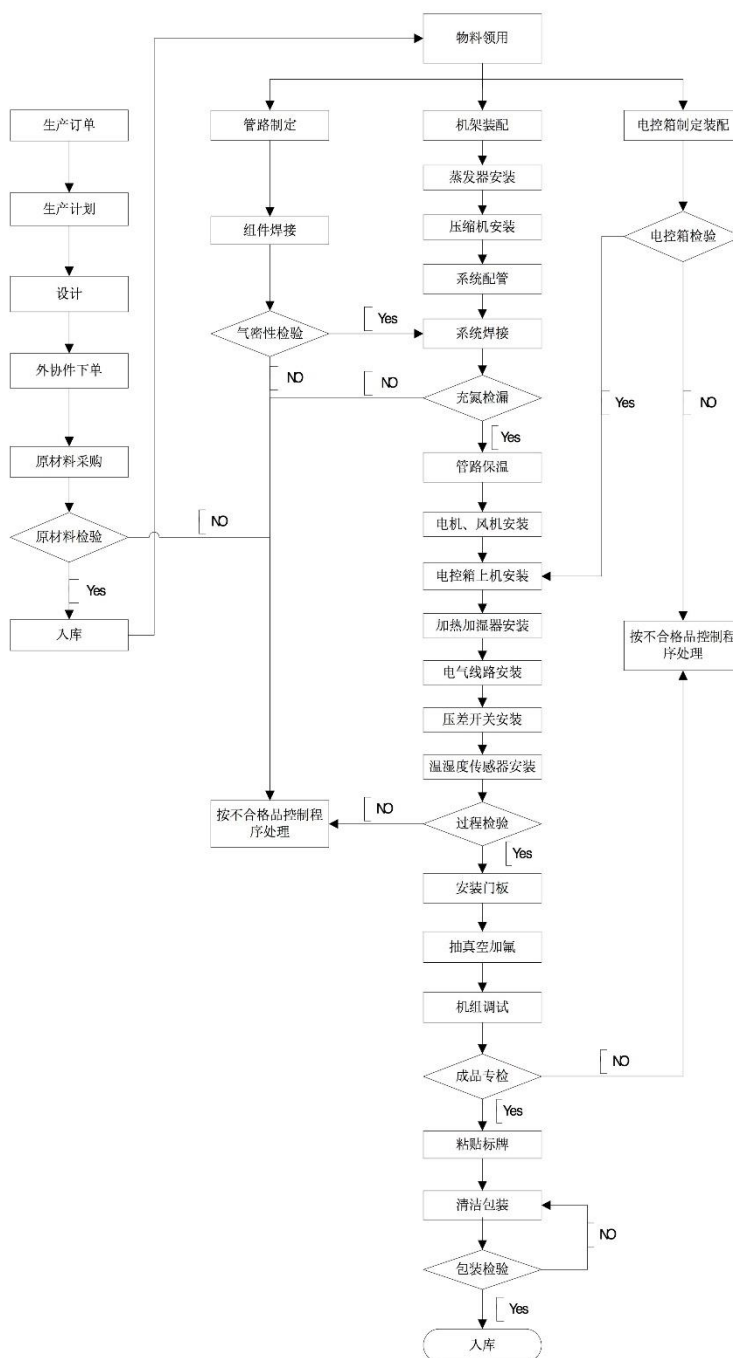 物料领用
生产订单
管路制定
机架装配
电控箱制定装配
蒸发器安装
生产计划
组件焊接
压缩机安装
电控箱检验
设计
系统配管
气密性检验
Yes
系统焊接
外协件下单
NO
NO
充氮检漏
Yes
NO
Yes
原材料采购
管路保温
原材料检验
NO
电机、风机安装
Yes
电控箱上机安装
入库
加热加湿器安装
按不合格品控制程
序处理
电气线路安装
压差开关安装
温湿度传感器安装
按不合格品控制程
序处理
NO
过程检验
Yes
安装门板
抽真空加氟
机组调试
成品专检
NO
Yes
粘贴标牌
清洁包装
NO
包装检验
Yes
入库